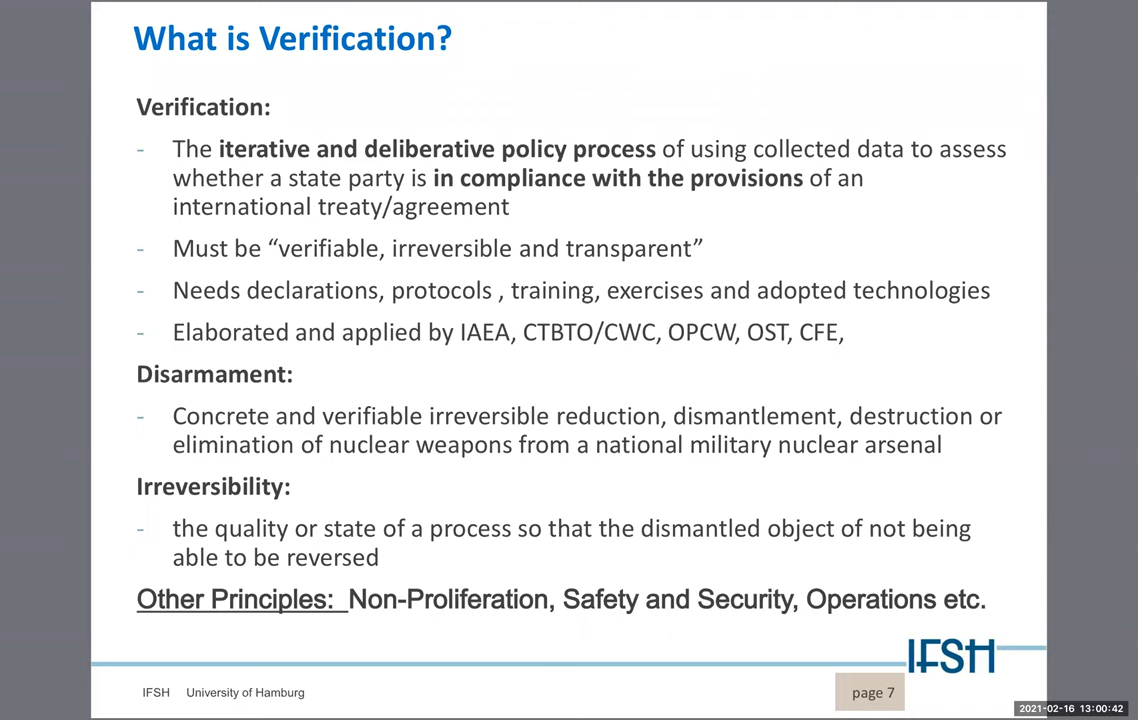 What is Verification?
Verification:
- The iterative and deliberative policy process of using collected data to assess
whether a state party is in compliance with the provisions of an
international treaty/agreement
- Must be “verifiable, irreversible and transparent”
- Needs declarations, protocols , training, exercises and adopted technologies
- Elaborated and applied by IAEA, CTBTO/CWC, OPCW, OST, CFE,
Disarmament:
- Concrete and verifiable irreversible reduction, dismantlement, destruction or
elimination of nuclear weapons from a national military nuclear arsenal
Irreversibility:
- the quality or state of a process so that the dismantled object of not being
able to be reversed
Other Principles: Non-Proliferation, Safety and Security, Operations etc.
IFSH
IFSH University of Hamburg
page 7
2021-02-16 13:00:42